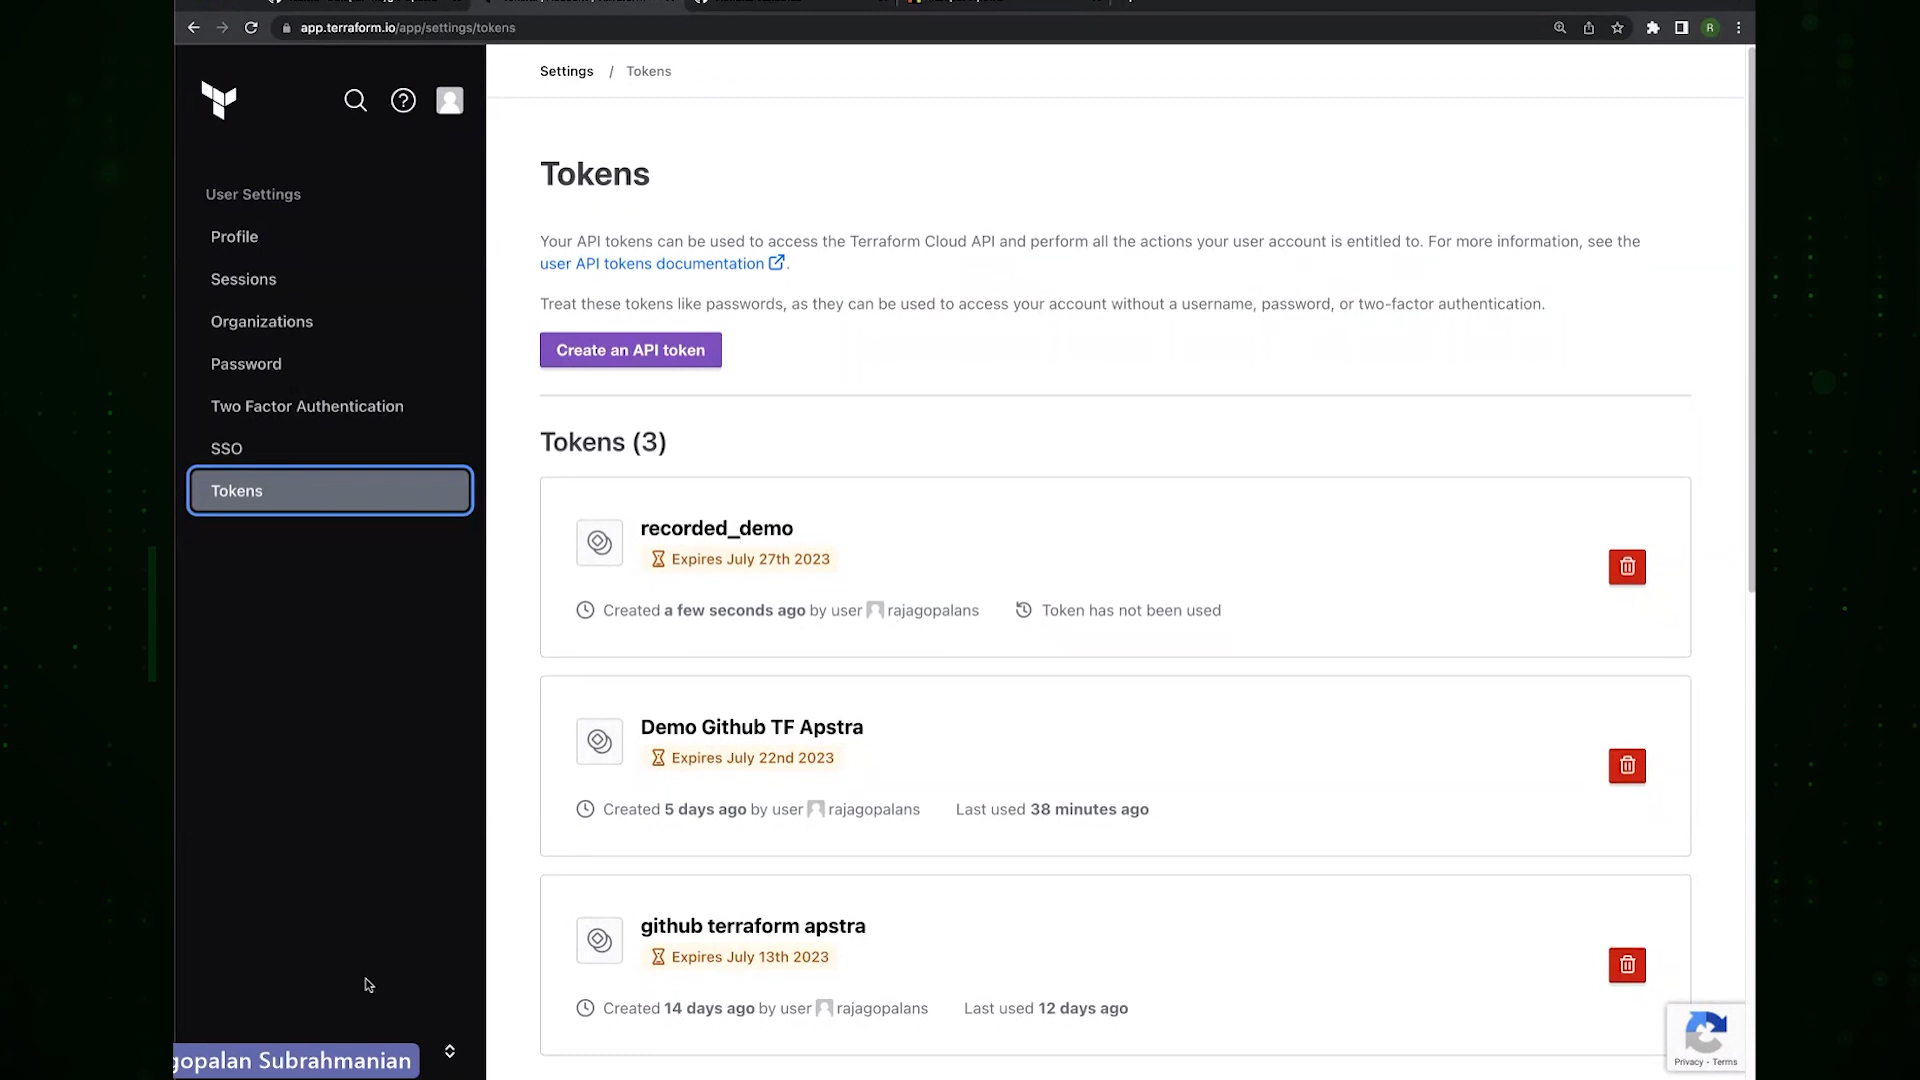 app.terraform.io/app/settings/tokens
R
Settings / Tokens
User Settings
Profile
Sessions
Organizations
Password
Two Factor Authentication
SSO
Tokens
Tokens
Your API tokens can be used to access the Terraform Cloud API and perform all the actions your user account is entitled to. For more information, see the
user API tokens documentation.
Treat these tokens like passwords, as they can be used to access your account without a username, password, or two-factor authentication.
Create an API token
Tokens (3)
recorded_demo
Expires July 27th 2023
Created a few seconds ago by user rajagopalans Token has not been used
Demo Github TF Apstra
Expires July 22nd 2023
Created 5 days ago by user rajagopalans Last used 38 minutes ago
github terraform apstra
Expires July 13th 2023
Created 14 days ago by user rajagopalans Last used 12 days ago
gopalan Subrahmanian
Privacy - Terms